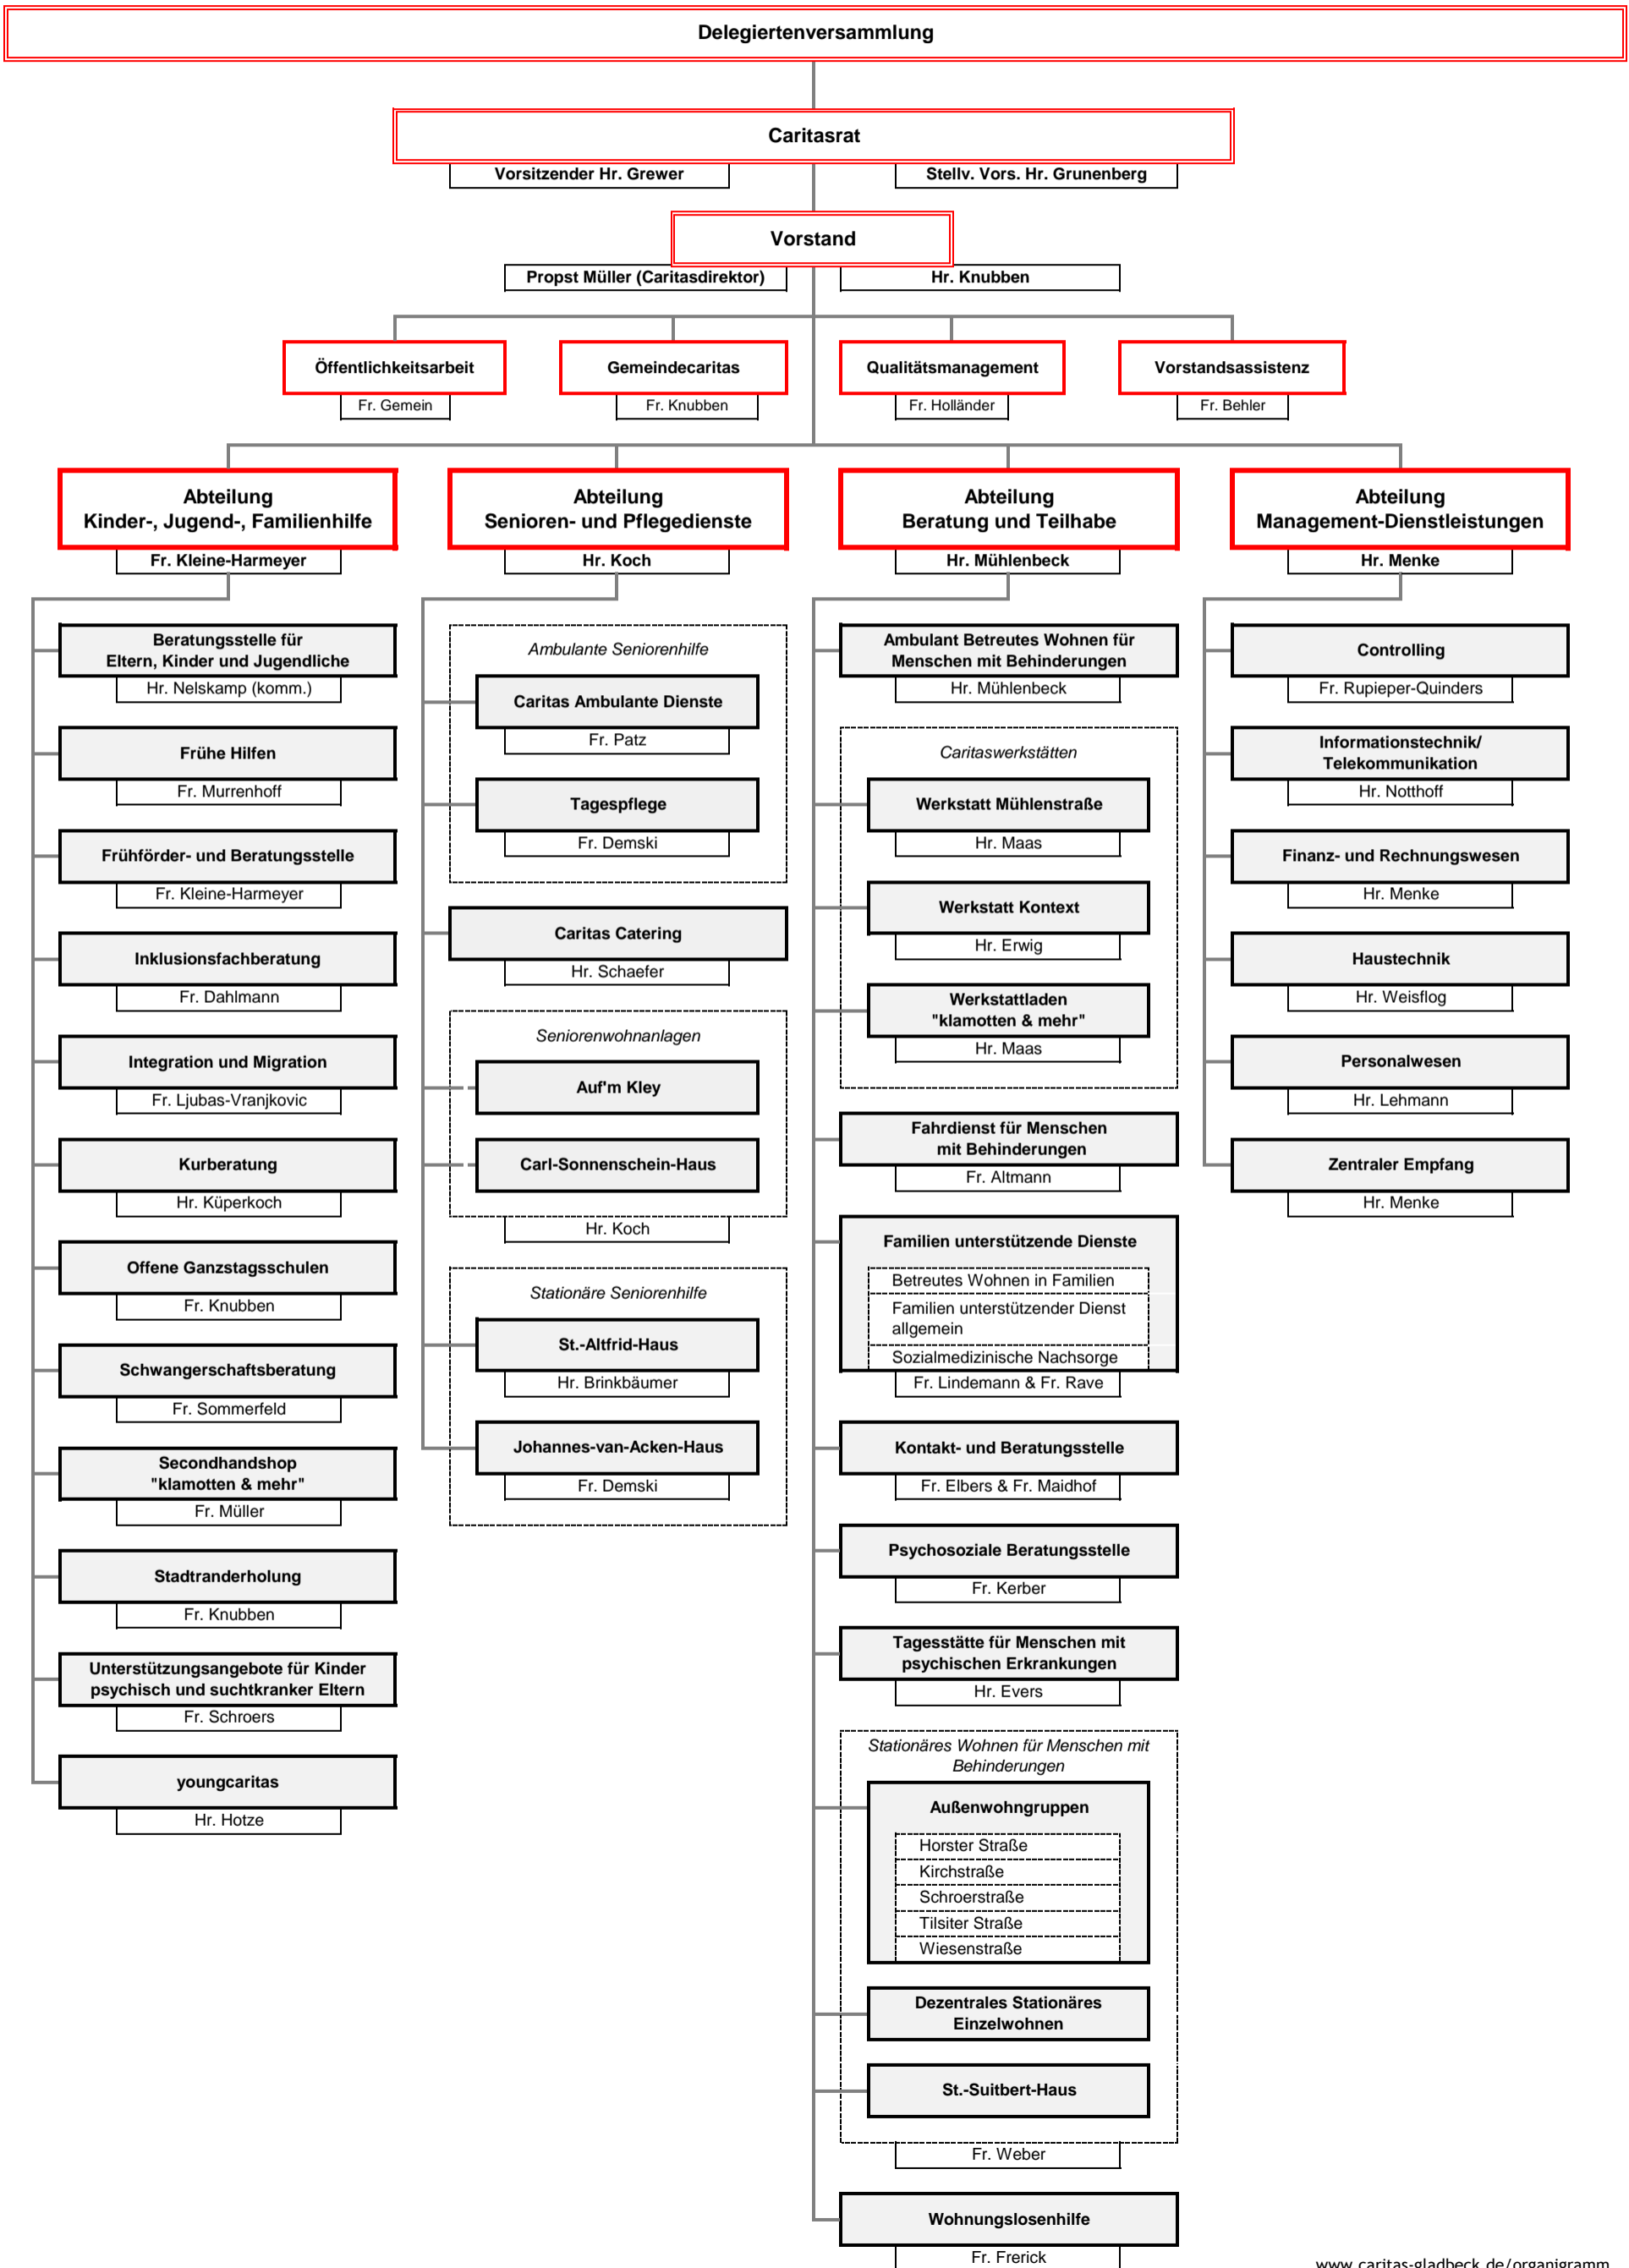 Delegiertenversammlung
Caritasrat
Vorsitzender Hr. Grewer
Stellv. Vors. Hr. Grunenberg
Vorstand
Propst Müller (Caritasdirektor)
Hr. Knubben
Öffentlichkeitsarbeit
Fr. Gemein
Gemeindecaritas
Fr. Knubben
Qualitätsmanagement
Fr. Holländer
Vorstandsassistenz
Fr. Behler
Abteilung
Kinder-, Jugend-, Familienhilfe
Fr. Kleine-Harmeyer
Beratungsstelle für
Eltern, Kinder und Jugendliche
Hr. Nelskamp (komm.)
Frühe Hilfen
Fr. Murrenhoff
Frühförder- und Beratungsstelle
Fr. Kleine-Harmeyer
Inklusionsfachberatung
Fr. Dahlmann
Integration und Migration
Fr. Ljubas-Vranjkovic
Kurberatung
Hr. Küperkoch
Offene Ganzstagsschulen
Fr. Knubben
Schwangerschaftsberatung
Fr. Sommerfeld
Secondhandshop
"klamotten & mehr"
Fr. Müller
Stadtranderholung
Fr. Knubben
Unterstützungsangebote für Kinder
psychisch und suchtkranker Eltern
Fr. Schroers
youngcaritas
Hr. Hotze
Abteilung
Senioren- und Pflegedienste
Hr. Koch
Ambulante Seniorenhilfe
Caritas Ambulante Dienste
Fr. Patz
Tagespflege
Fr. Demski
Caritas Catering
Hr. Schaefer
Seniorenwohnanlagen
Auf'm Kley
Carl-Sonnenschein-Haus
Hr. Koch
Stationäre Seniorenhilfe
St.-Altfrid-Haus
Hr. Brinkbäumer
Johannes-van-Acken-Haus
Fr. Demski
Abteilung
Beratung und Teilhabe
Hr. Mühlenbeck
Ambulant Betreutes Wohnen für
Menschen mit Behinderungen
Hr. Mühlenbeck
Caritaswerkstätten
Werkstatt Mühlenstraße
Hr. Maas
Werkstatt Kontext
Hr. Erwig
Werkstattladen
"klamotten & mehr"
Hr. Maas
Fahrdienst für Menschen
mit Behinderungen
Fr. Altmann
Familien unterstützende Dienste
Betreutes Wohnen in Familien
Familien unterstützender Dienst
allgemein
Sozialmedizinische Nachsorge
Fr. Lindemann & Fr. Rave
Kontakt- und Beratungsstelle
Fr. Elbers & Fr. Maidhof
Psychosoziale Beratungsstelle
Fr. Kerber
Tagesstätte für Menschen mit
psychischen Erkrankungen
Hr. Evers
Stationäres Wohnen für Menschen mit
Behinderungen
Außenwohngruppen
Horster Straße
Kirchstraße
Schroerstraße
Tilsiter Straße
Wiesenstraße
Dezentrales Stationäres
Einzelwohnen
St.-Suitbert-Haus
Fr. Weber
Wohnungslosenhilfe
Fr. Frerick
Abteilung
Management-Dienstleistungen
Hr. Menke
Controlling
Fr. Rupieper-Quinders
Informationstechnik/
Telekommunikation
Hr. Notthoff
Finanz- und Rechnungswesen
Hr. Menke
Haustechnik
Hr. Weisflog
Personalwesen
Hr. Lehmann
Zentraler Empfang
Hr. Menke
www.caritas-gladbeck.de/organigramm